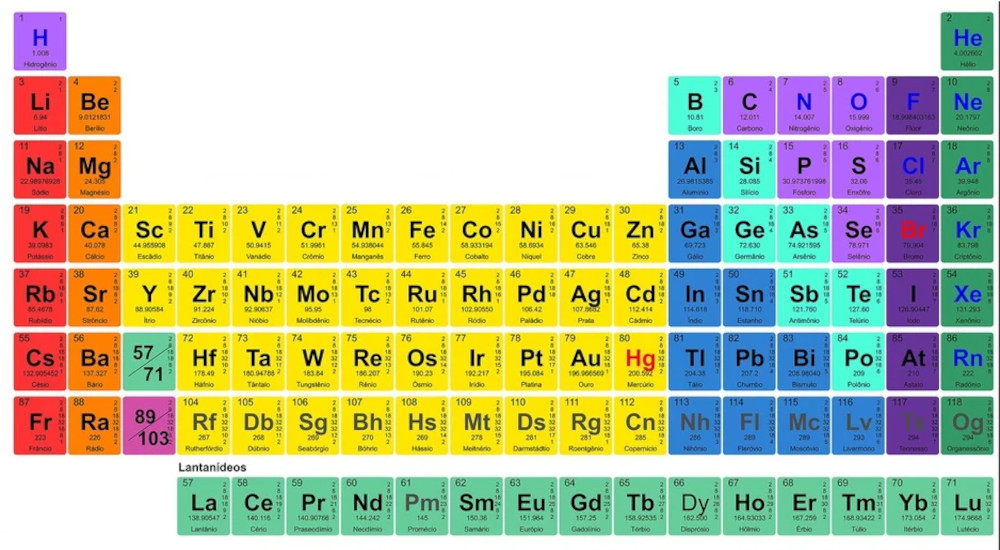 1 2
H He
1.008 4.002602
Hidrogênio Hélio
3 4 5 6 7 8 9 10
Li Be B C N O F Ne
6.94 9.0121831 10.81 12.011 14.007 15.999 18.998403163 20.1797
Lítio Berílio Boro Carbono Nitrogênio Oxigênio Flúor Neônio
11 12 13 14 15 16 17 18
Na Mg Al Si P S Cl Ar
22.98976928 24.305 26.9815385 28.085 30.973761998 32.06 35.45 39.948
Sódio Magnésio Alumínio Silício Fósforo Enxofre Cloro Argônio
19 20 21 22 23 24 25 26 27 28 29 30 31 32 33 34 35 36
K Ca Sc Ti V Cr Mn Fe Co Ni Cu Zn Ga Ge As Se Br Kr
39.0983 40.078 44.955908 47.867 50.9415 51.9961 54.938044 55.845 58.933194 58.6934 63.546 65.38 69.723 72.630 74.921595 78.971 79.904 83.798
Potássio Cálcio Escádio Titânio Vanádio Crômio Manganês Ferro Cobalto Níquel Cobre Zinco Gálio Germânio Arsênio Selênio Bromo Kriptônio
37 38 39 40 41 42 43 44 45 46 47 48 49 50 51 52 53 54
Rb Sr Y Zr Nb Mo Tc Ru Rh Pd Ag Cd In Sn Sb Te I Xe
85.4678 87.62 88.90584 91.224 92.90637 95.95 98 101.07 102.90550 106.42 107.8682 112.414 114.818 118.710 121.760 127.60 126.90447 131.293
Rubídio Estrôncio Ítrio Zircônio Nióbio Molibdênio Tecnécio Rutênio Ródio Paládio Prata Cádmio Índio Estanho Antimônio Telúrio Iodo Xenônio
55 56 57 71 72 73 74 75 76 77 78 79 80 81 82 83 84 85 86
Cs Ba Hf Ta W Re Os Ir Pt Au Hg Tl Pb Bi Po At Rn
132.905452 137.327 178.49 180.94788 183.84 186.207 190.23 192.217 195.084 196.966569 200.592 204.38 207.2 208.98040 209 210 222
Césio Bário Háfnio Tântalo Tungstênio Rênio Ósmio Irídio Platina Ouro Mercúrio Tálio Chumbo Bismuto Polônio Astato Radônio
87 88 89 103 104 105 106 107 108 109 110 111 112 113 114 115 116 117 118
Fr Ra Rf Db Sg Bh Hs Mt Ds Rg Cn Nh Fl Mc Lv Ts Og
223 226 267 268 269 270 269 278 281 281 285 286 289 289 293 294 294
Frâncio Rádio Rutherfórdio Dúbnio Seabórgio Bóhrio Hássio Meitnério Darmstádtio Roentgênio Copernício Nihônio Fleróvio Moscóvio Livermório Tennesso Organessônio
Lantanídeos
57 58 59 60 61 62 63 64 65 66 67 68 69 70 71
La Ce Pr Nd Pm Sm Eu Gd Tb Dy Ho Er Tm Yb Lu
138.90547 140.116 140.90766 144.242 145 150.36 151.964 157.25 158.92535 162.500 164.93033 167.259 168.93422 173.054 174.9668
Lantânio Cério Praseodímio Neodímio Promécio Samário Európio Gadolínio Térbio Disprósio Hólmio Érbio Túlio Itérbio Lutécio